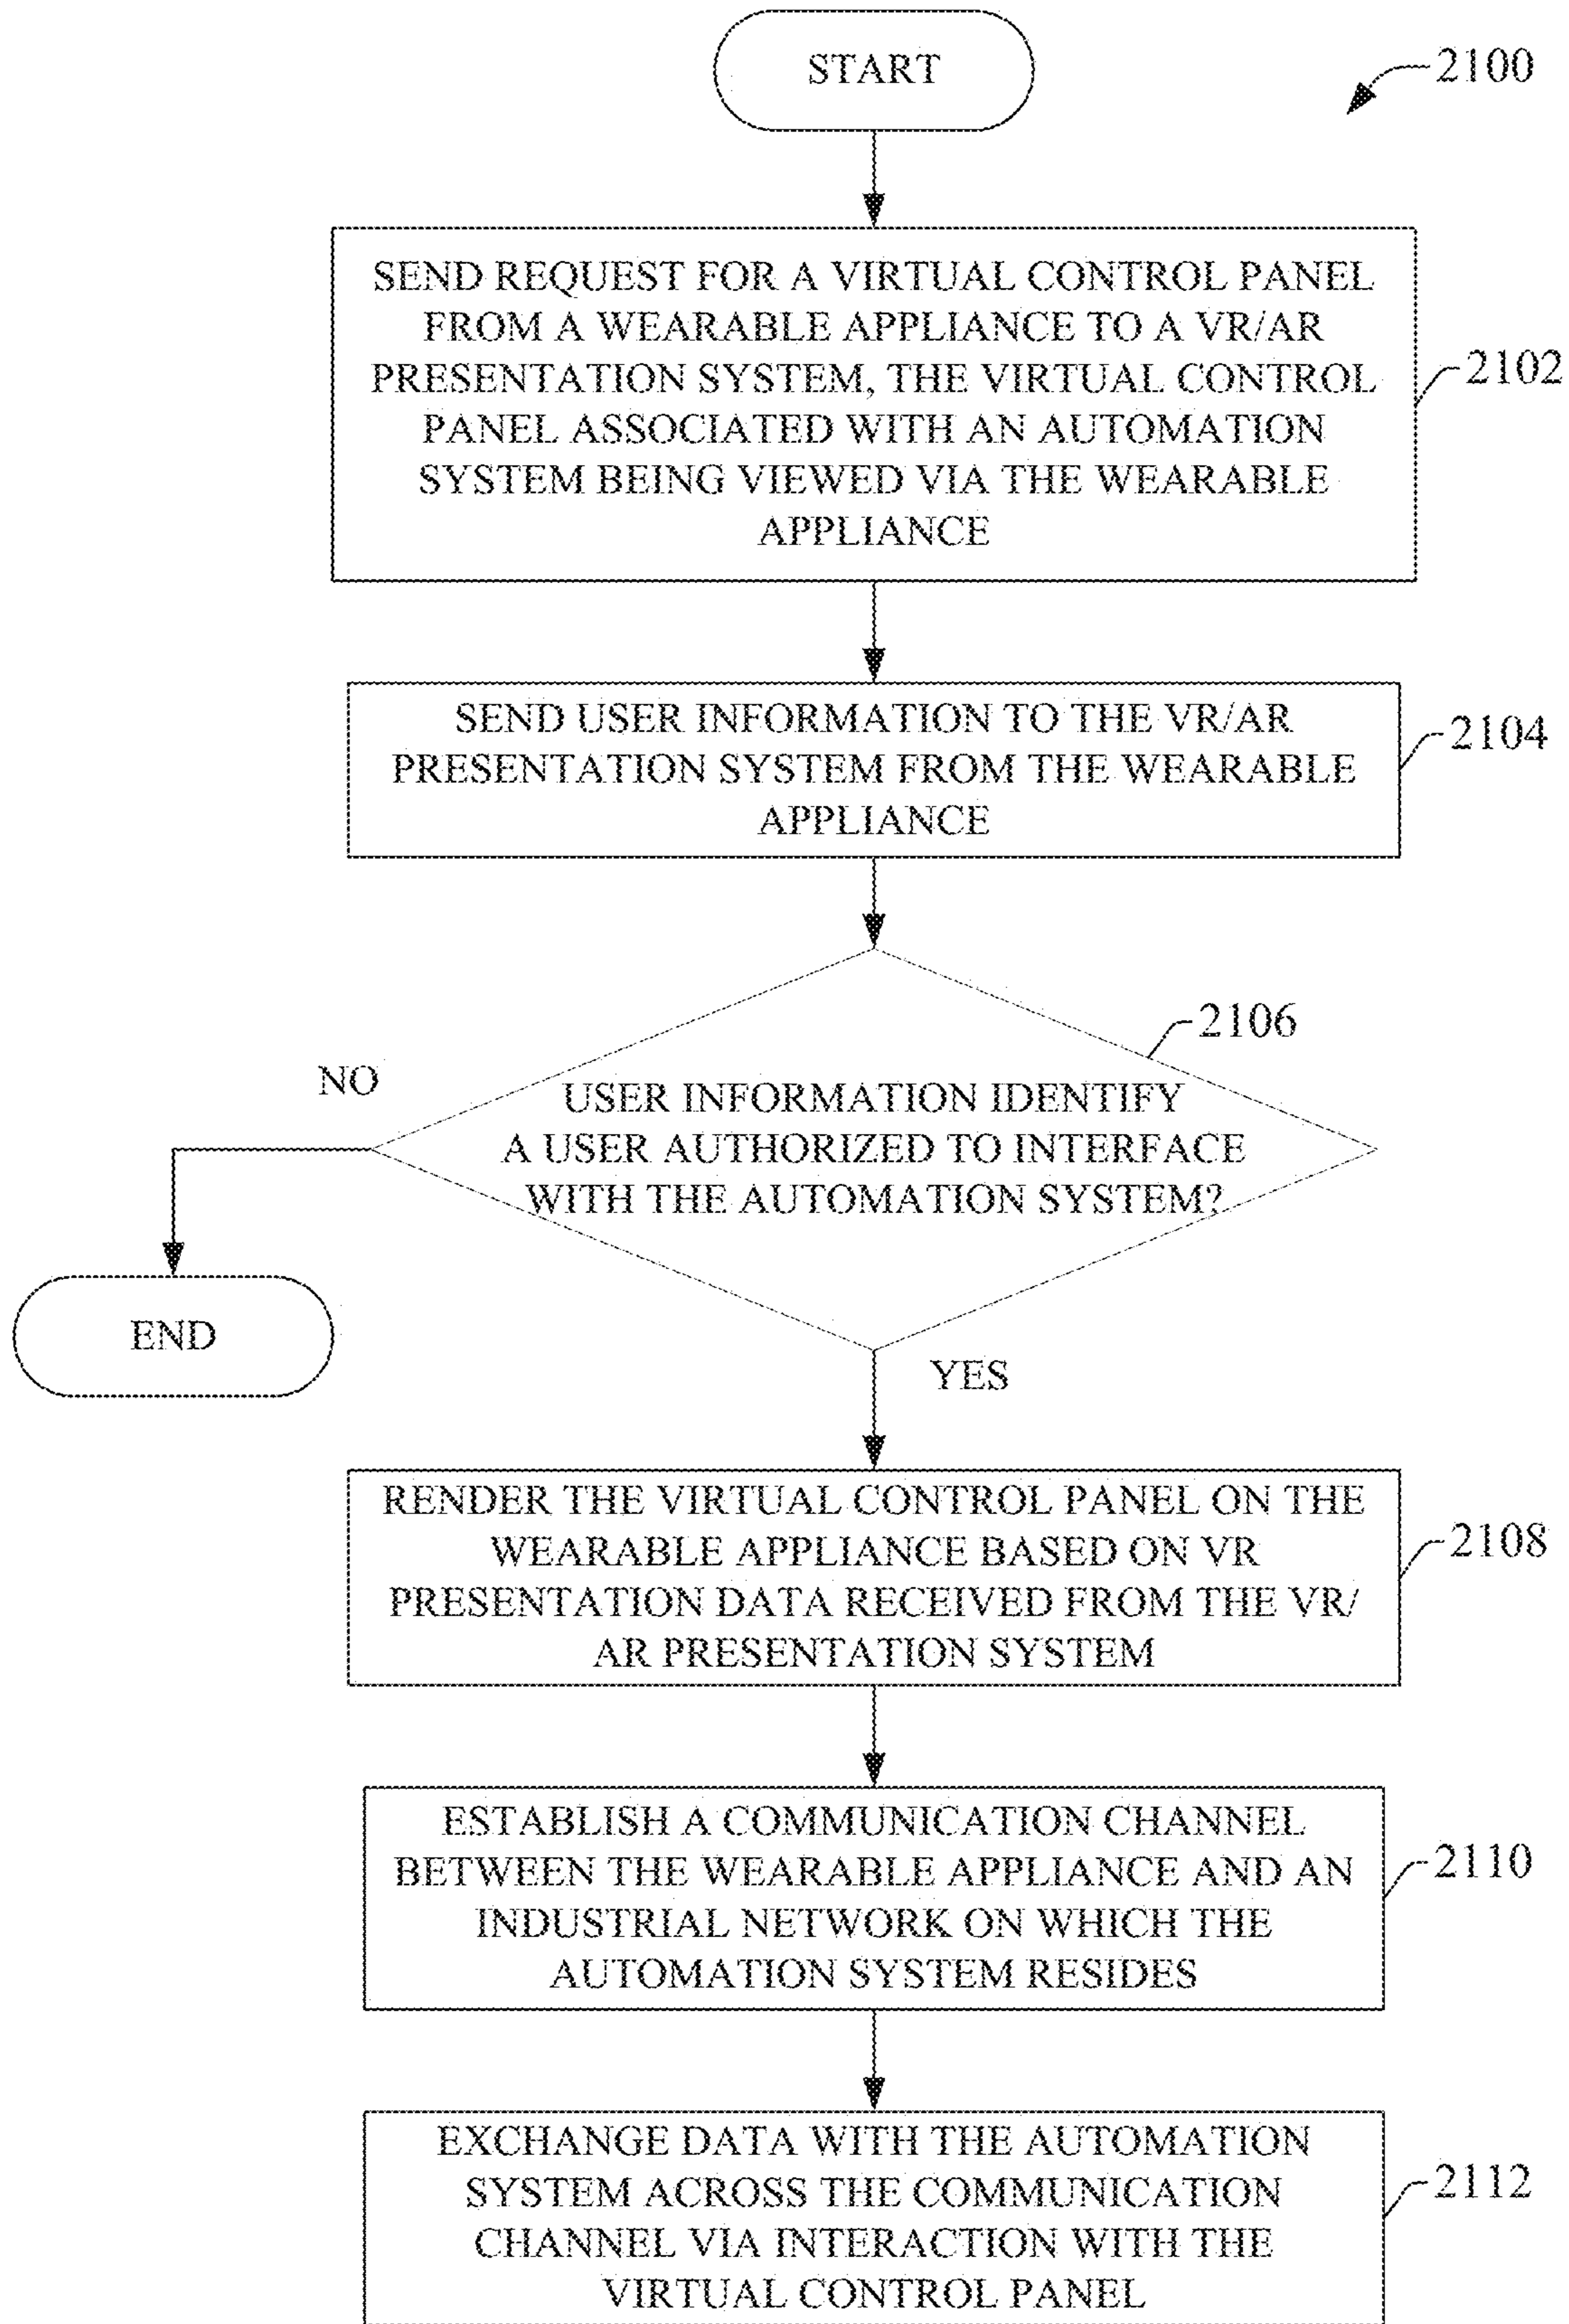 START
2100
SEND REQUEST FOR A VIRTUAL CONTROL PANEL
FROM A WEARABLE APPLIANCE TO A VR/AR
PRESENTATION SYSTEM, THE VIRTUAL CONTROL
PANEL ASSOCIATED WITH AN AUTOMATION
SYSTEM BEING VIEWED VIA THE WEARABLE
APPLIANCE
2102
SEND USER INFORMATION TO THE VR/AR
PRESENTATION SYSTEM FROM THE WEARABLE
APPLIANCE
2104
2106
NO
USER INFORMATION IDENTIFY
A USER AUTHORIZED TO INTERFACE
WITH THE AUTOMATION SYSTEM?
END
YES
RENDER THE VIRTUAL CONTROL PANEL ON THE
WEARABLE APPLIANCE BASED ON VR
PRESENTATION DATA RECEIVED FROM THE VR/
AR PRESENTATION SYSTEM
2108
ESTABLISH A COMMUNICATION CHANNEL
BETWEEN THE WEARABLE APPLIANCE AND AN
INDUSTRIAL NETWORK ON WHICH THE
AUTOMATION SYSTEM RESIDES
2110
EXCHANGE DATA WITH THE AUTOMATION
SYSTEM ACROSS THE COMMUNICATION
CHANNEL VIA INTERACTION WITH THE
VIRTUAL CONTROL PANEL
2112